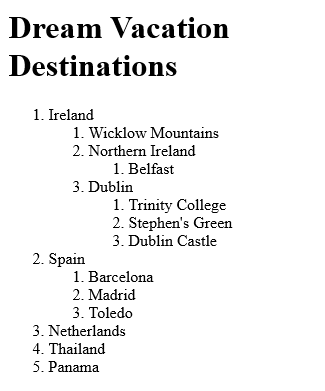 Dream Vacation
Destinations
1. Ireland
1. Wicklow Mountains
2. Northern Ireland
1. Belfast
3. Dublin
1. Trinity College
2. Stephen's Green
3. Dublin Castle
2. Spain
1. Barcelona
2. Madrid
3. Toledo
3. Netherlands
4. Thailand
5. Panama